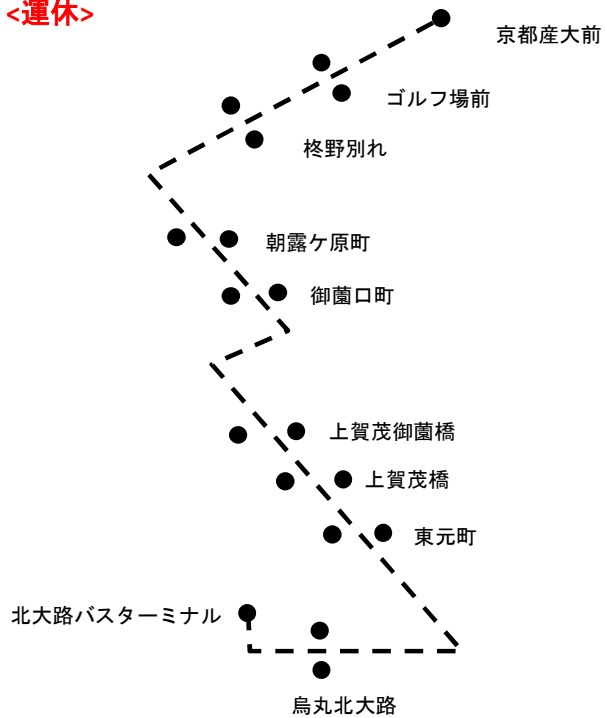 <運休>
京都産大前
ゴルフ場前
柊野別れ
朝露ケ原町
御薗口町
上賀茂御薗橋
上賀茂橋
東元町
北大路バスターミナル
烏丸北大路